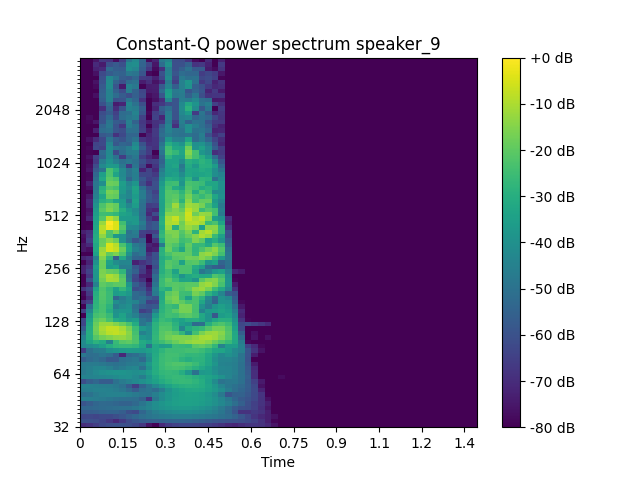 Constant-Q power spectrum speaker_9
Hz
2048
1024
512
256
128
64
32
0 0.15 0.3 0.45 0.6 0.75 0.9 1.1 1.2 1.4
Time
+0 dB
-10 dB
-20 dB
-30 dB
-40 dB
-50 dB
-60 dB
-70 dB
-80 dB